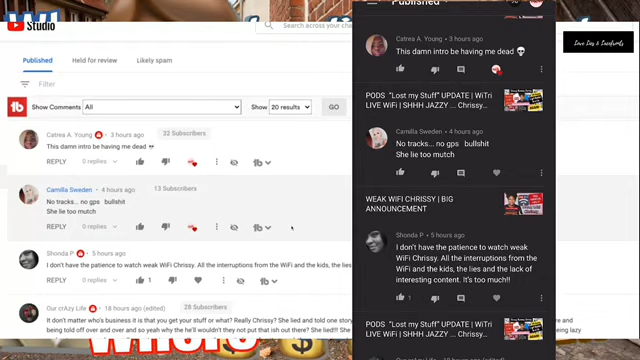 Studio
Search across your cha
Published
Held for review
Likely spam
Filter
Show Comments
All
Show
20 results
GO
Catrea A. Young • 3 hours ago
32 Subscribers
This damn intro be having me dead 💀
REPLY
0 replies
Camilla Sweden • 4 hours ago
13 Subscribers
No tracks... no gps bullshit
She lie too mutch
REPLY
0 replies
Shonda P • 5 hours ago
I don't have the patience to watch weak WiFi Chrissy. All the interruptions from the WiFi and the kids, the lies
REPLY
0 replies
1
Our crAzy Life • 18 hours ago (edited)
28 Subscribers
It don't matter who's business it is that you get your stuff or what? Really Chrissy? She lied and told one story
being told off over and over and so yeah why the he'll wouldn't they not put that ish out there? She lied!!
Published
Catrea A. Young • 3 hours ago
This damn intro be having me dead 💀
PODS "Lost my Stuff" UPDATE | WiTri
LIVE WiFi | SHHH JAZZY ... Chrissy...
Camilla Sweden • 4 hours ago
No tracks... no gps bullshit
She lie too mutch
WEAK WIFI CHRISSY | BIG
ANNOUNCEMENT
Shonda P • 5 hours ago
I don't have the patience to watch weak
WiFi Chrissy. All the interruptions from the
WiFi and the kids, the lies and the lack of
interesting content. It's too much!!
1
PODS "Lost my Stuff" UPDATE | WiTri
LIVE WiFi | SHHH JAZZY ... Chrissy...
e and
being lazy
Where